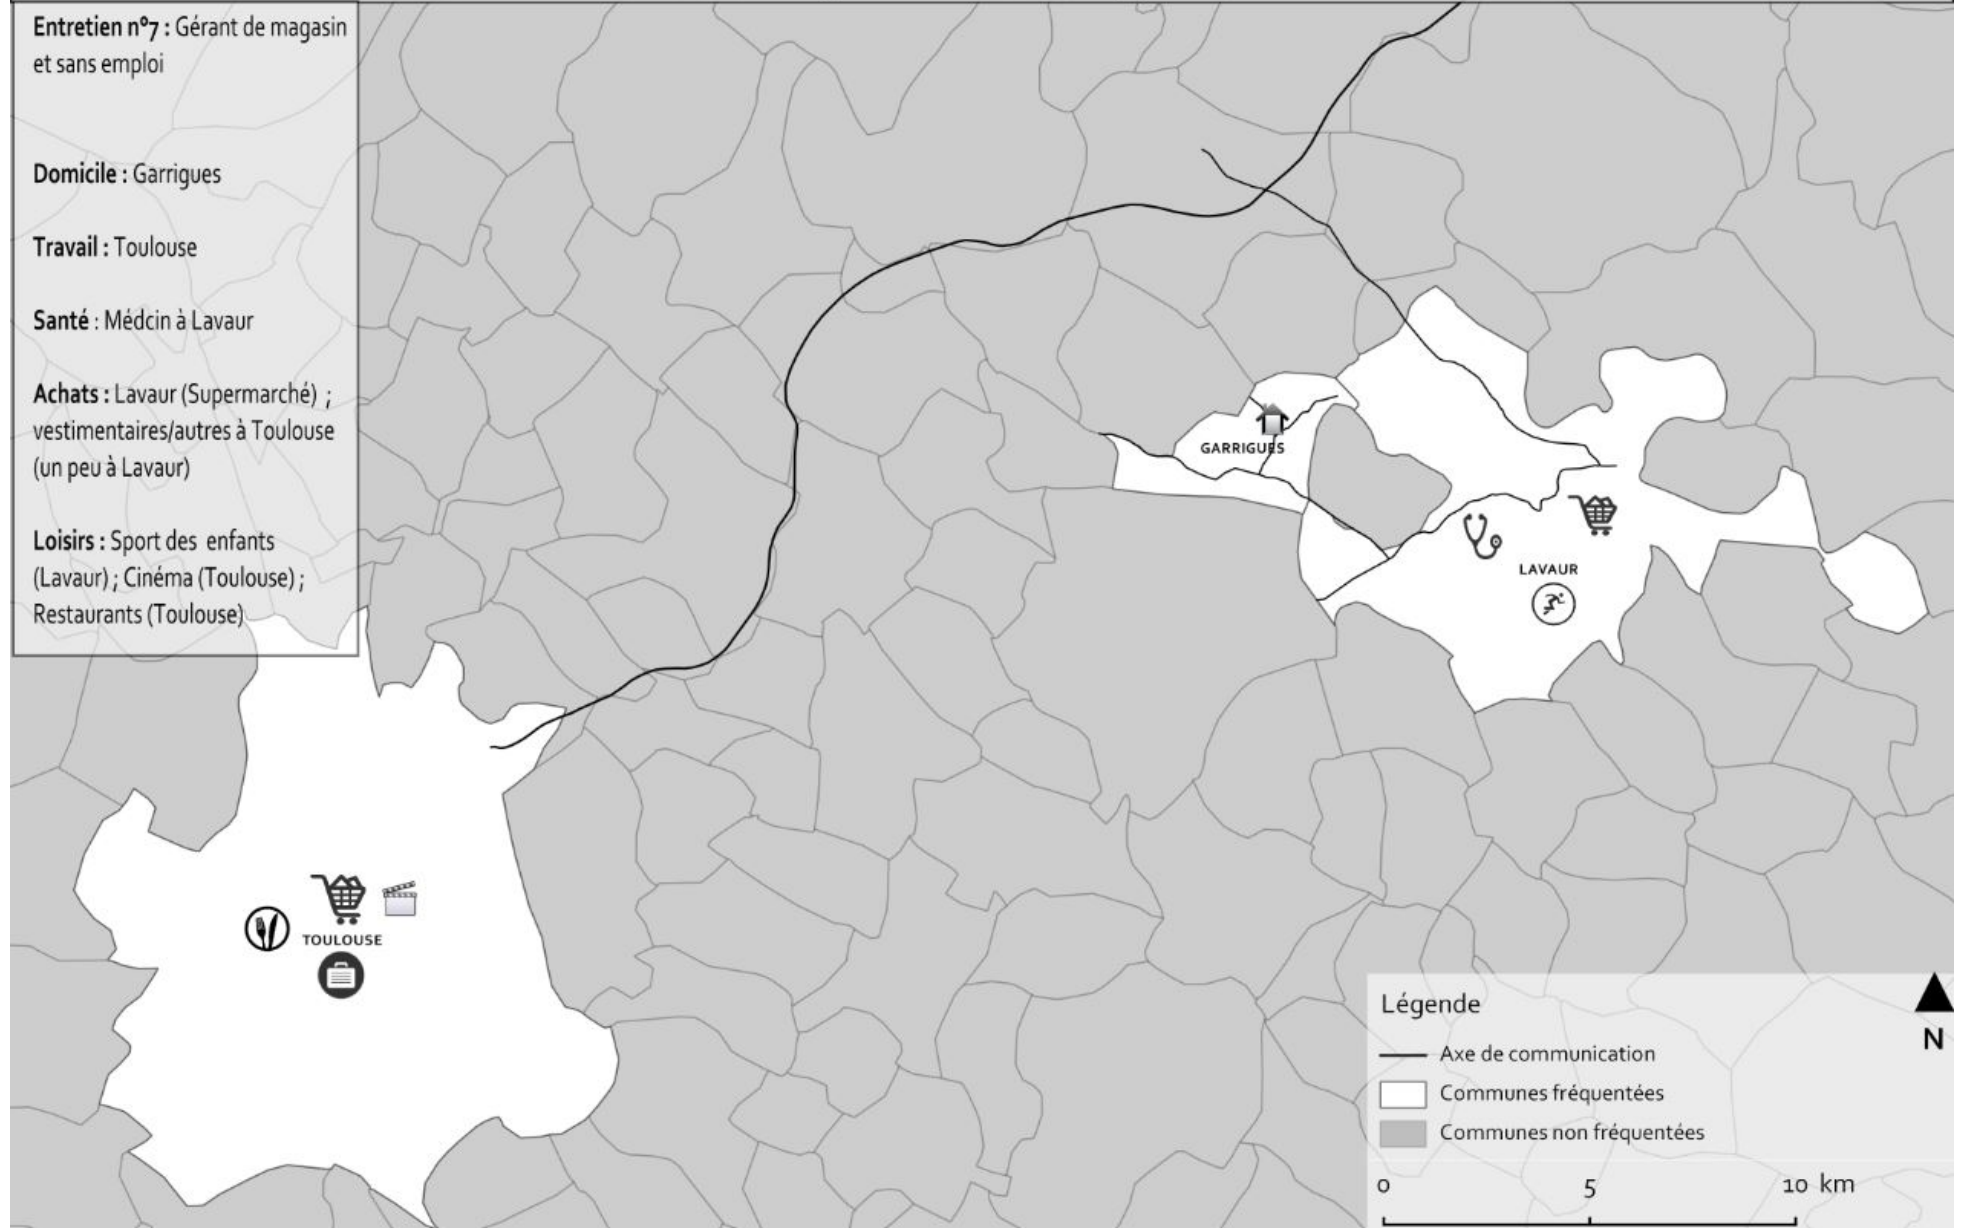 Entretien n°7 : Gérant de magasin
et sans emploi
Domicile : Garrigues
Travail : Toulouse
Santé : Médcin à Lavaur
Achats : Lavaur (Supermarché) ;
vestimentaires/autres à Toulouse
(un peu à Lavaur)
Loisirs : Sport des enfants
(Lavaur) ; Cinéma (Toulouse) ;
Restaurants (Toulouse)
GARRIGUES
LAVAUR
TOULOUSE
Légende
Axe de communication
Communes fréquentées
Communes non fréquentées
0 5 10 km
N